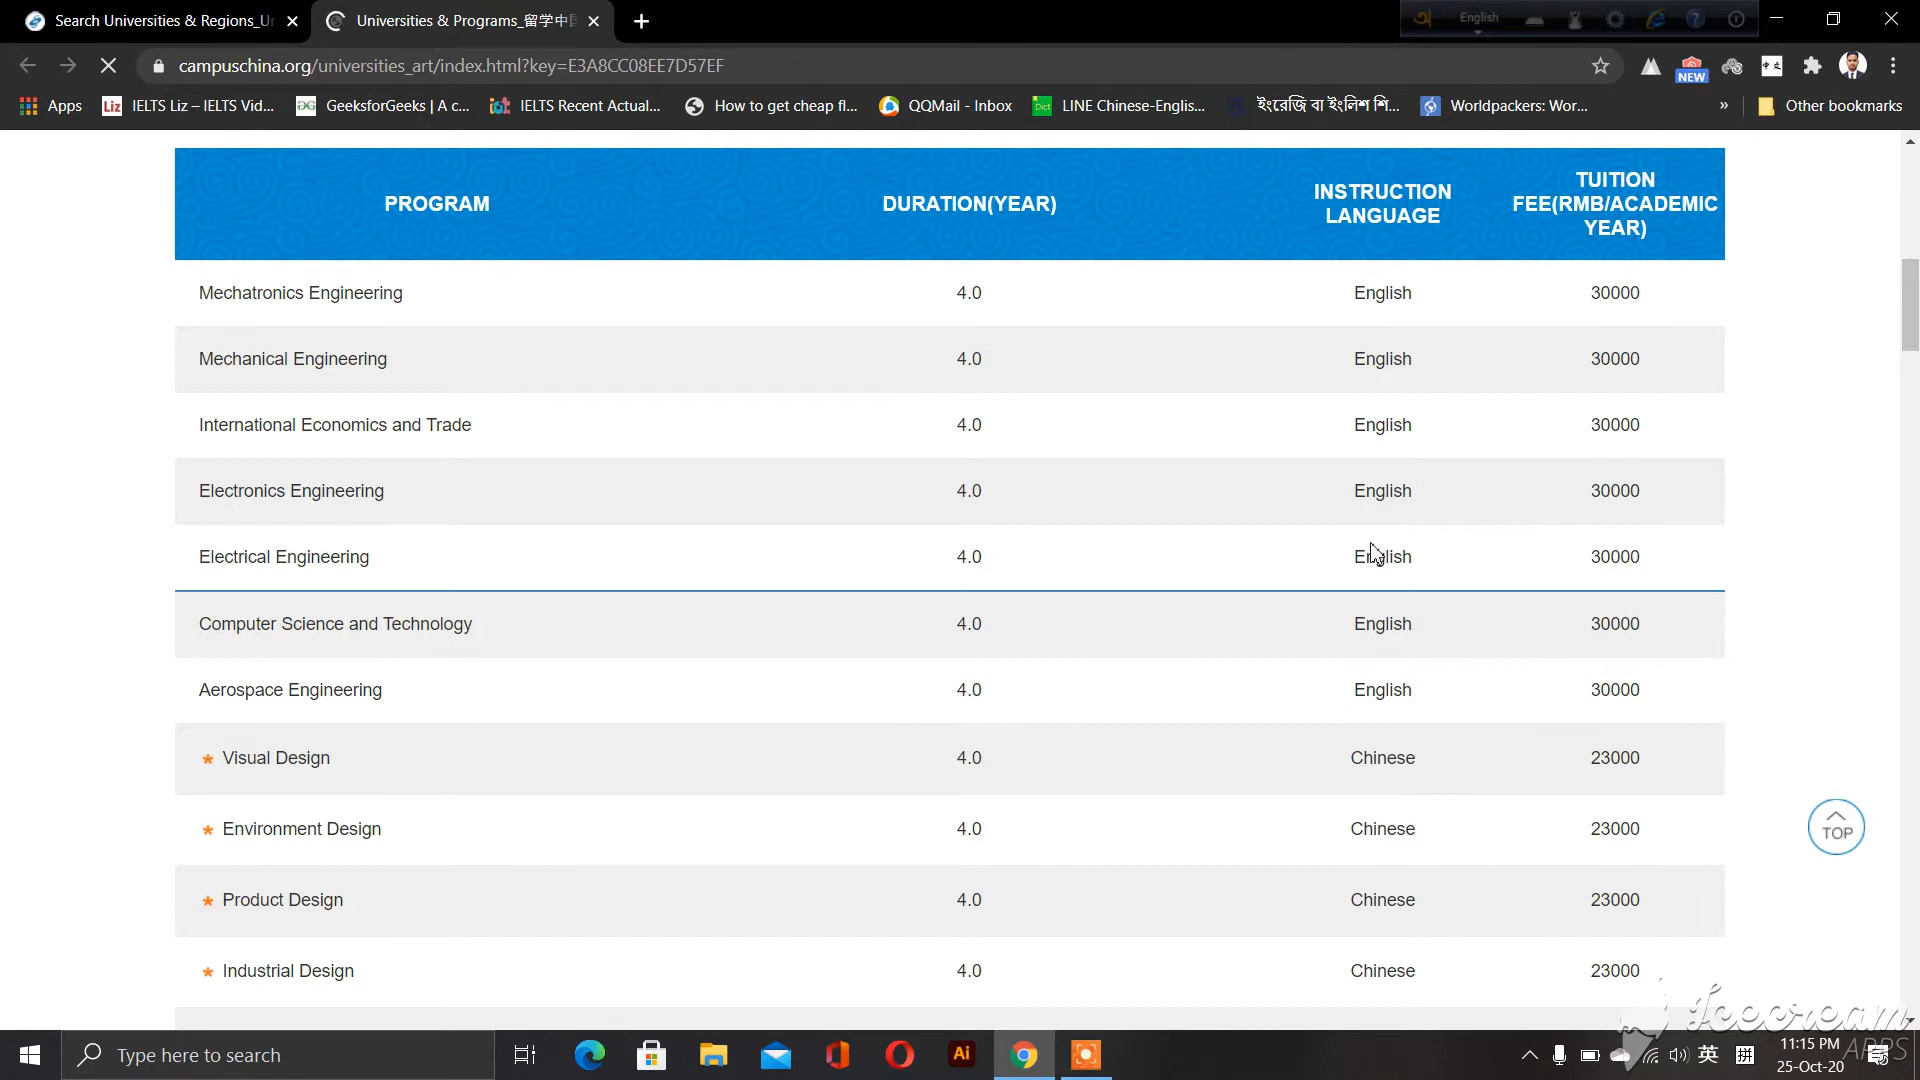 Search Universities & Regions_Ur
Universities & Programs_留学中
English
campuschina.org/universities_art/index.html?key=E3A8CC08EE7D57EF
NEW
Apps
Liz
IELTS Liz – IELTS Vid...
GeeksforGeeks | A c...
IELTS Recent Actual...
How to get cheap fl...
QQMail - Inbox
Dict
LINE Chinese-Englis...
ইংরেজি বা ইংলিশ শি...
Worldpackers: Wor...
»
Other bookmarks
PROGRAM
DURATION(YEAR)
INSTRUCTION LANGUAGE
TUITION FEE(RMB/ACADEMIC YEAR)
Mechatronics Engineering 4.0 English 30000
Mechanical Engineering 4.0 English 30000
International Economics and Trade 4.0 English 30000
Electronics Engineering 4.0 English 30000
Electrical Engineering 4.0 English 30000
Computer Science and Technology 4.0 English 30000
Aerospace Engineering 4.0 English 30000
* Visual Design 4.0 Chinese 23000
* Environment Design 4.0 Chinese 23000
* Product Design 4.0 Chinese 23000
* Industrial Design 4.0 Chinese 23000
TOP
Icecream
APPS
Type here to search
Ai
英
拼
11:15 PM
25-Oct-20